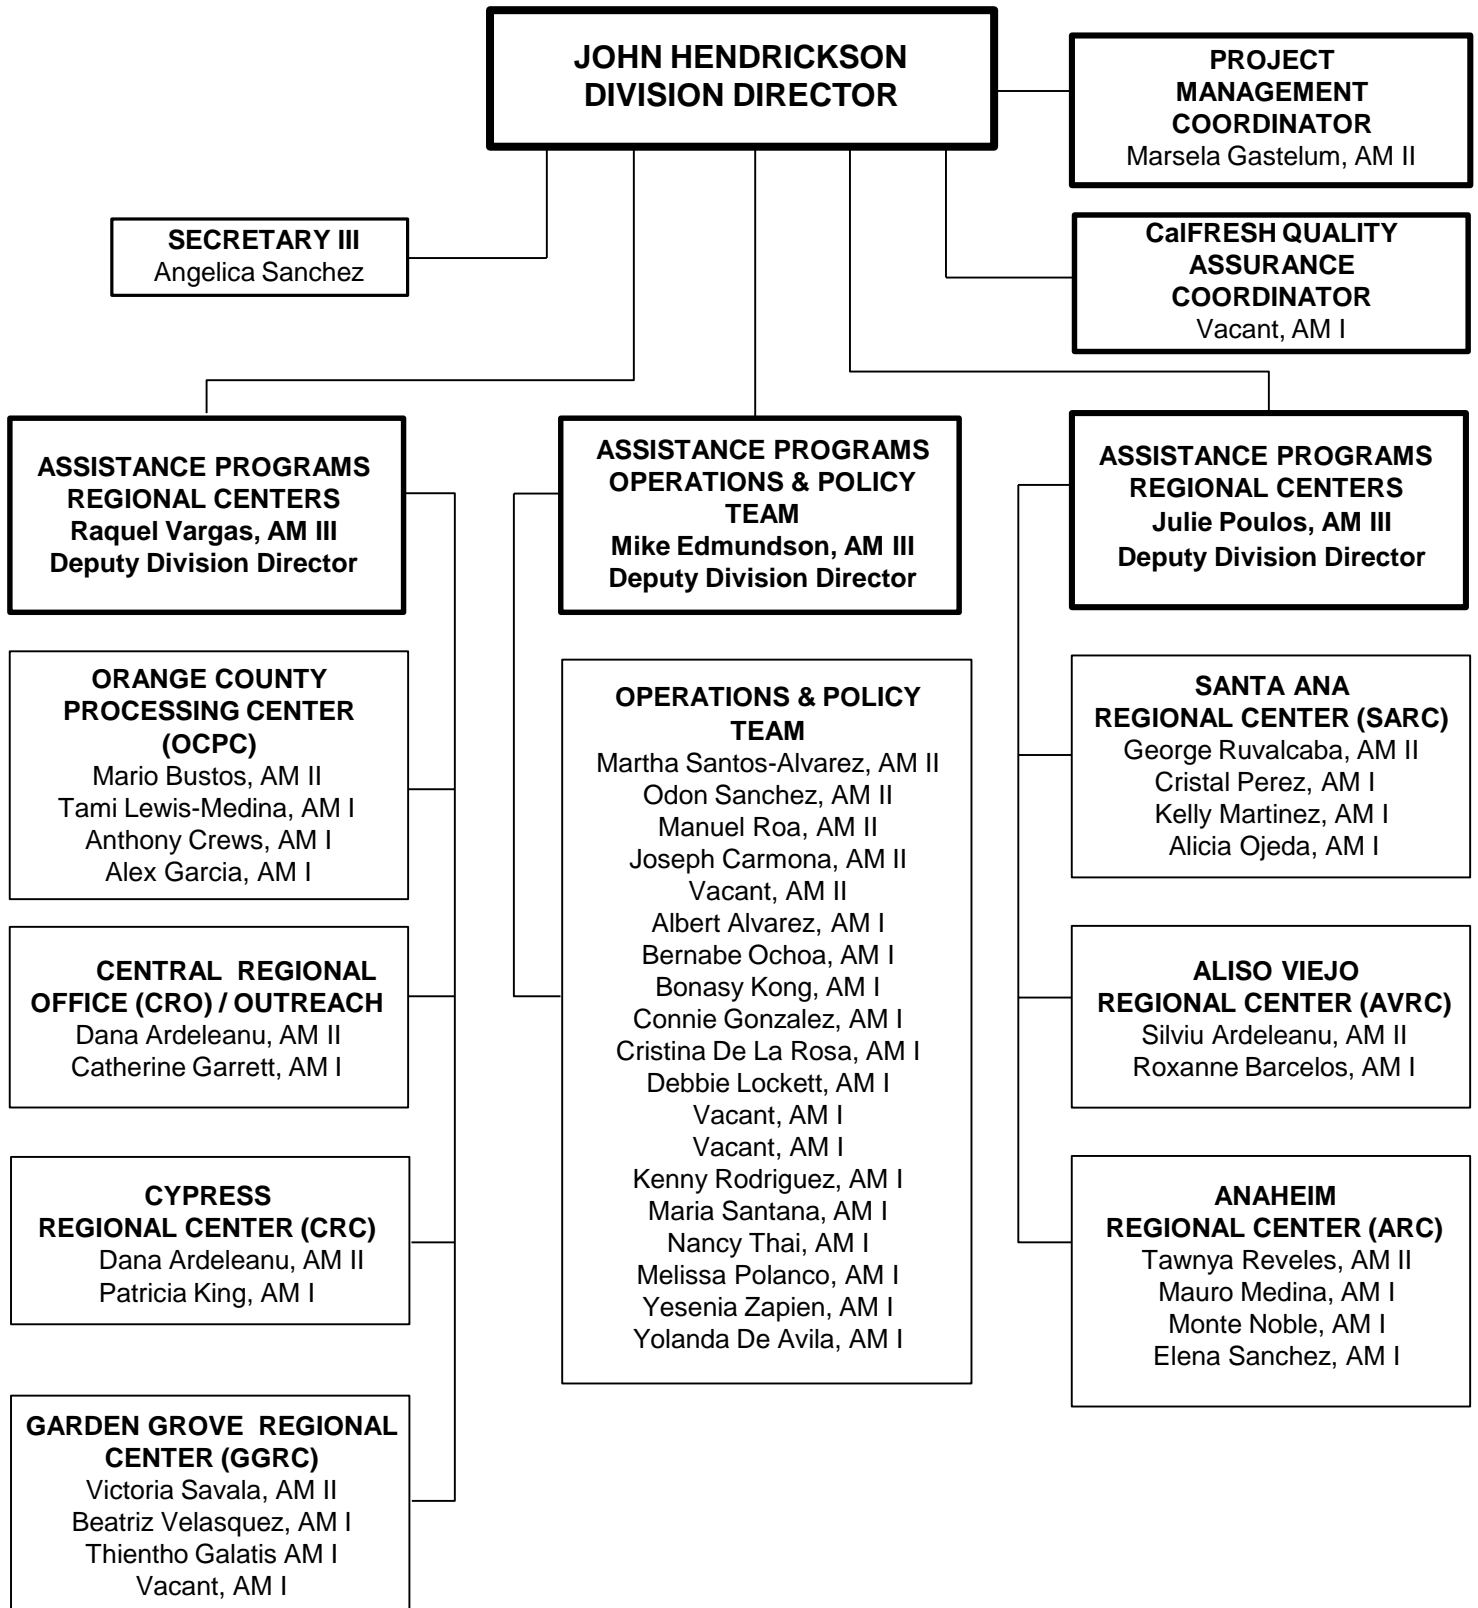 JOHN HENDRICKSON
DIVISION DIRECTOR
PROJECT
MANAGEMENT
COORDINATOR
Marsela Gastelum, AM II
SECRETARY III
Angelica Sanchez
CalFRESH QUALITY
ASSURANCE
COORDINATOR
Vacant, AM I
ASSISTANCE PROGRAMS
REGIONAL CENTERS
Raquel Vargas, AM III
Deputy Division Director
ASSISTANCE PROGRAMS
OPERATIONS & POLICY
TEAM
Mike Edmundson, AM III
Deputy Division Director
ASSISTANCE PROGRAMS
REGIONAL CENTERS
Julie Poulos, AM III
Deputy Division Director
ORANGE COUNTY
PROCESSING CENTER
(OCPC)
Mario Bustos, AM II
Tami Lewis-Medina, AM I
Anthony Crews, AM I
Alex Garcia, AM I
CENTRAL REGIONAL
OFFICE (CRO) / OUTREACH
Dana Ardeleanu, AM II
Catherine Garrett, AM I
CYPRESS
REGIONAL CENTER (CRC)
Dana Ardeleanu, AM II
Patricia King, AM I
GARDEN GROVE REGIONAL
CENTER (GGRC)
Victoria Savala, AM II
Beatriz Velasquez, AM I
Thientho Galatis AM I
Vacant, AM I
OPERATIONS & POLICY
TEAM
Martha Santos-Alvarez, AM II
Odon Sanchez, AM II
Manuel Roa, AM II
Joseph Carmona, AM II
Vacant, AM II
Albert Alvarez, AM I
Bernabe Ochoa, AM I
Bonasy Kong, AM I
Connie Gonzalez, AM I
Cristina De La Rosa, AM I
Debbie Lockett, AM I
Vacant, AM I
Vacant, AM I
Kenny Rodriguez, AM I
Maria Santana, AM I
Nancy Thai, AM I
Melissa Polanco, AM I
Yesenia Zapien, AM I
Yolanda De Avila, AM I
SANTA ANA
REGIONAL CENTER (SARC)
George Ruvalcaba, AM II
Cristal Perez, AM I
Kelly Martinez, AM I
Alicia Ojeda, AM I
ALISO VIEJO
REGIONAL CENTER (AVRC)
Silviu Ardeleanu, AM II
Roxanne Barcelos, AM I
ANAHEIM
REGIONAL CENTER (ARC)
Tawnya Reveles, AM II
Mauro Medina, AM I
Monte Noble, AM I
Elena Sanchez, AM I